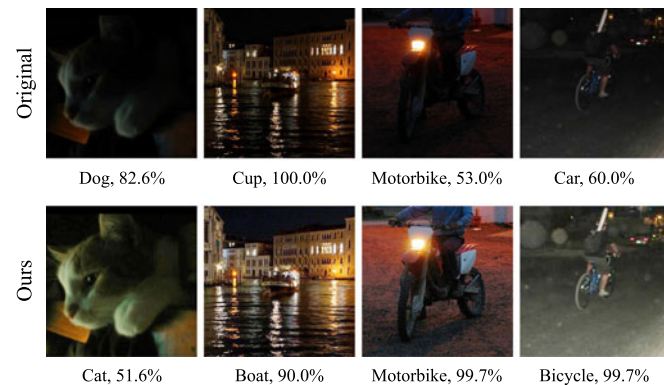 Original
Dog, 82.6%
Cup, 100.0%
Motorbike, 53.0%
Car, 60.0%
Ours
Cat, 51.6%
Boat, 90.0%
Motorbike, 99.7%
Bicycle, 99.7%